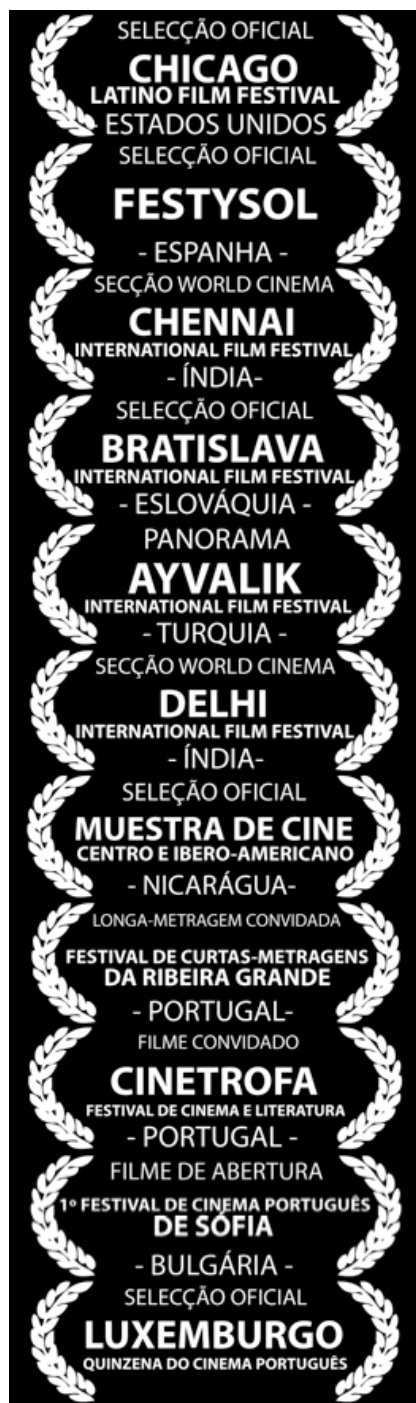 SELECÇÃO OFICIAL
CHICAGO
LATINO FILM FESTIVAL
ESTADOS UNIDOS
SELECÇÃO OFICIAL
FESTYSOL
- ESPANHA -
SECÇÃO WORLD CINEMA
CHENNAI
INTERNATIONAL FILM FESTIVAL
- ÍNDIA-
SELECÇÃO OFICIAL
BRATISLAVA
INTERNATIONAL FILM FESTIVAL
- ESLOVÁQUIA -
PANORAMA
AYVALIK
INTERNATIONAL FILM FESTIVAL
- TURQUIA -
SECÇÃO WORLD CINEMA
DELHI
INTERNATIONAL FILM FESTIVAL
- ÍNDIA-
SELEÇÃO OFICIAL
MUESTRA DE CINE
CENTRO E IBERO-AMERICANO
- NICARÁGUA-
LONGA-METRAGEM CONVIDADA
FESTIVAL DE CURTAS-METRAGENS
DA RIBEIRA GRANDE
- PORTUGAL-
FILME CONVIDADO
CINETROFA
FESTIVAL DE CINEMA E LITERATURA
- PORTUGAL -
FILME DE ABERTURA
1º FESTIVAL DE CINEMA PORTUGUÊS
DE SÓFIA
- BULGÁRIA -
SELECÇÃO OFICIAL
LUXEMBURGO
QUINZENA DO CINEMA PORTUGUÊS